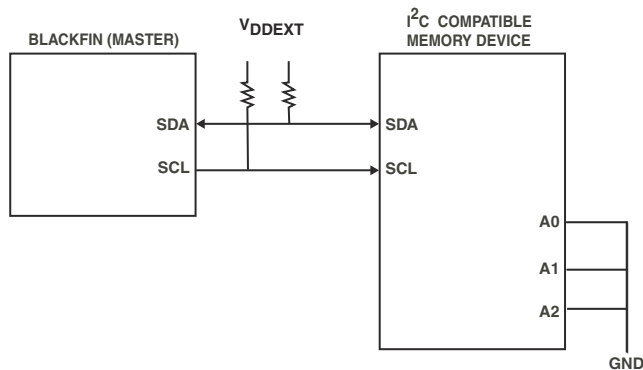 BLACKFIN (MASTER)
VDDEXT
I2C COMPATIBLE
MEMORY DEVICE
SDA
SDA
SCL
SCL
A0
A1
A2
GND